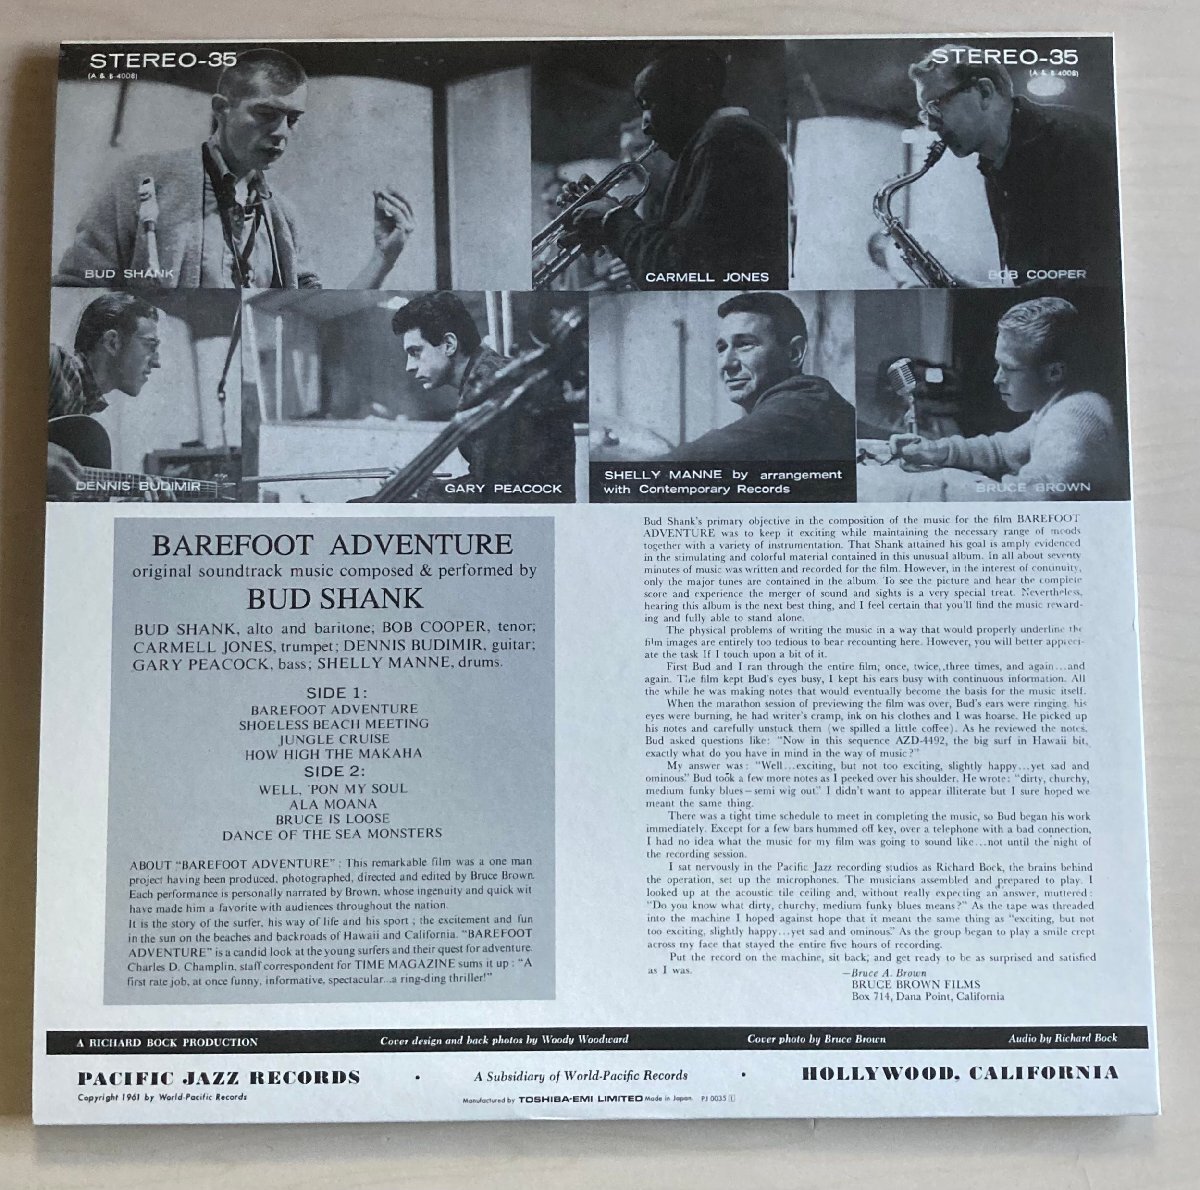 STEREO-35
(A & B-4008)
STEREO-35
(A & B-4008)
BUD SHANK
CARMELL JONES
BOB COOPER
DENNIS BUDIMIR
GARY PEACOCK
SHELLY MANNE by arrangement
with Contemporary Records
BRUCE BROWN
BAREFOOT ADVENTURE
original soundtrack music composed & performed by
BUD SHANK
BUD SHANK, alto and baritone; BOB COOPER, tenor;
CARMELL JONES, trumpet; DENNIS BUDIMIR, guitar;
GARY PEACOCK, bass; SHELLY MANNE, drums.
SIDE 1:
BAREFOOT ADVENTURE
SHOELESS BEACH MEETING
JUNGLE CRUISE
HOW HIGH THE MAKAHA
SIDE 2:
WELL, 'PON MY SOUL
ALA MOANA
BRUCE IS LOOSE
DANCE OF THE SEA MONSTERS
ABOUT "BAREFOOT ADVENTURE" : This remarkable film was a one man
project having been produced, photographed, directed and edited by Bruce Brown.
Each performance is personally narrated by Brown, whose ingenuity and quick wit
have made him a favorite with audiences throughout the nation.
It is the story of the surfer, his way of life and his sport ; the excitement and fun
in the sun on the beaches and backroads of Hawaii and California. "BAREFOOT
ADVENTURE" is a candid look at the young surfers and their quest for adventure.
Charles D. Champlin, staff correspondent for TIME MAGAZINE sums it up : "A
first rate job, at once funny, informative, spectacular...a ring-ding thriller!"
Bud Shank's primary objective in the composition of the music for the film BAREFOOT
ADVENTURE was to keep it exciting while maintaining the necessary range of moods
together with a variety of instrumentation. That Shank attained his goal is amply evidenced
in the stimulating and colorful material contained in this unusual album. In all about seventy
minutes of music was written and recorded for the film. However, in the interest of continuity,
only the major tunes are contained in the album. To see the picture and hear the complete
score and experience the merger of sound and sights is a very special treat. Nevertheless,
hearing this album is the next best thing, and I feel certain that you'll find the music reward-
ing and fully able to stand alone.
The physical problems of writing the music in a way that would properly underline the
film images are entirely too tedious to bear recounting here. However, you will better appreci-
ate the task If I touch upon a bit of it.
First Bud and I ran through the entire film; once, twice, three times, and again...and
again. The film kept Bud's eyes busy, I kept his ears busy with continuous information. All
the while he was making notes that would eventually become the basis for the music itself.
When the marathon session of previewing the film was over, Bud's ears were ringing, his
eyes were burning, he had writer's cramp, ink on his clothes and I was hoarse. He picked up
his notes and carefully unstuck them (we spilled a little coffee). As he reviewed the notes,
Bud asked questions like: "Now in this sequence AZD-4492, the big surf in Hawaii bit,
exactly what do you have in mind in the way of music?"
My answer was : "Well...exciting, but not too exciting, slightly happy...yet sad and
ominous." Bud took a few more notes as I peeked over his shoulder. He wrote: "dirty, churchy,
medium funky blues—semi wig out." I didn't want to appear illiterate but I sure hoped we
meant the same thing.
There was a tight time schedule to meet in completing the music, so Bud began his work
immediately. Except for a few bars hummed off key, over a telephone with a bad connection,
I had no idea what the music for my film was going to sound like...not until the night of
the recording session.
I sat nervously in the Pacific Jazz recording studios as Richard Bock, the brains behind
the operation, set up the microphones. The musicians assembled and prepared to play. I
looked up at the acoustic tile ceiling and, without really expecting an answer, muttered :
"Do you know what dirty, churchy, medium funky blues means?" As the tape was threaded
into the machine I hoped against hope that it meant the same thing as "exciting, but not
too exciting, slightly happy...yet sad and ominous." As the group began to play a smile crept
across my face that stayed the entire five hours of recording.
Put the record on the machine, sit back; and get ready to be as surprised and satisfied
as I was.
—Bruce A. Brown
BRUCE BROWN FILMS
Box 714, Dana Point, California
A RICHARD BOCK PRODUCTION
Cover design and back photos by Woody Woodward
Cover photo by Bruce Brown
Audio by Richard Bock
PACIFIC JAZZ RECORDS
•
A Subsidiary of World-Pacific Records
•
HOLLYWOOD, CALIFORNIA
Copyright 1961 by World-Pacific Records
Manufactured by TOSHIBA-EMI LIMITED Made in Japan. PJ 0035